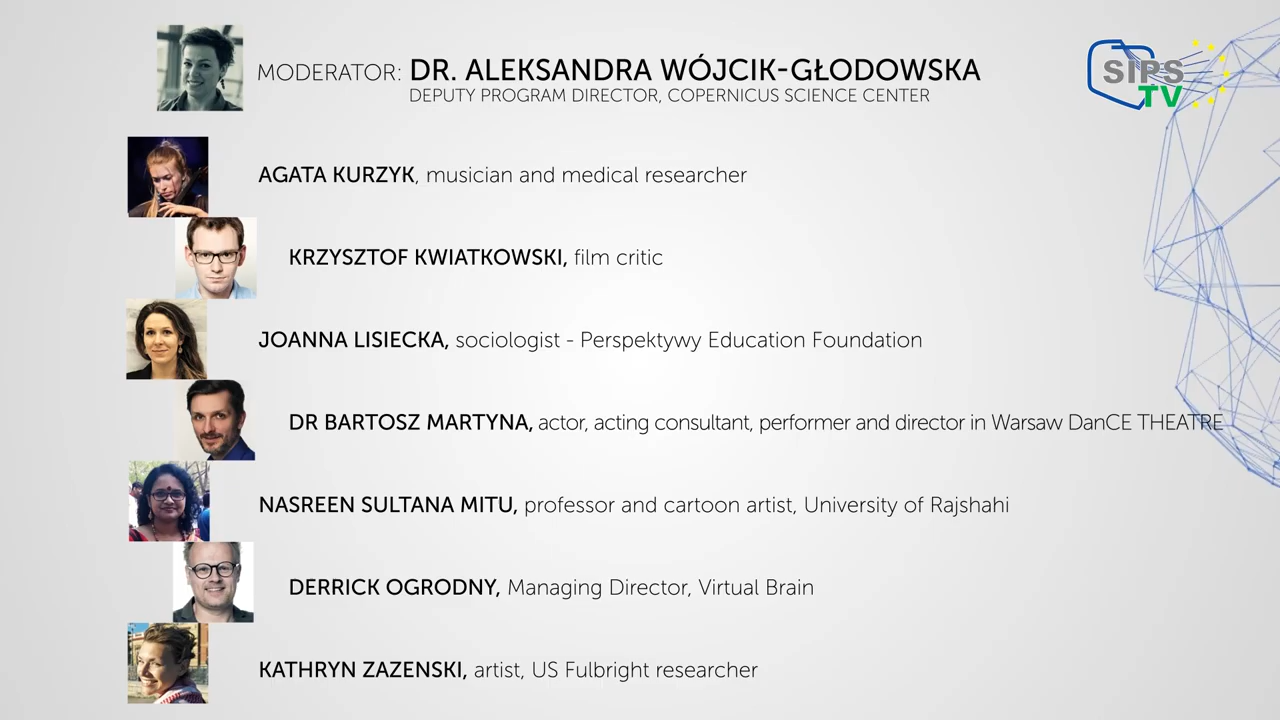 MODERATOR: DR. ALEKSANDRA WÓJCIK-GŁODOWSKA
DEPUTY PROGRAM DIRECTOR, COPERNICUS SCIENCE CENTER
SIPS
TV
AGATA KURZYK, musician and medical researcher
KRZYSZTOF KWIATKOWSKI, film critic
JOANNA LISIECKA, sociologist - Perspektywy Education Foundation
DR BARTOSZ MARTYNA, actor, acting consultant, performer and director in Warsaw DanCE THEATRE
NASREEN SULTANA MITU, professor and cartoon artist, University of Rajshahi
DERRICK OGRODNY, Managing Director, Virtual Brain
KATHRYN ZAZENSKI, artist, US Fulbright researcher